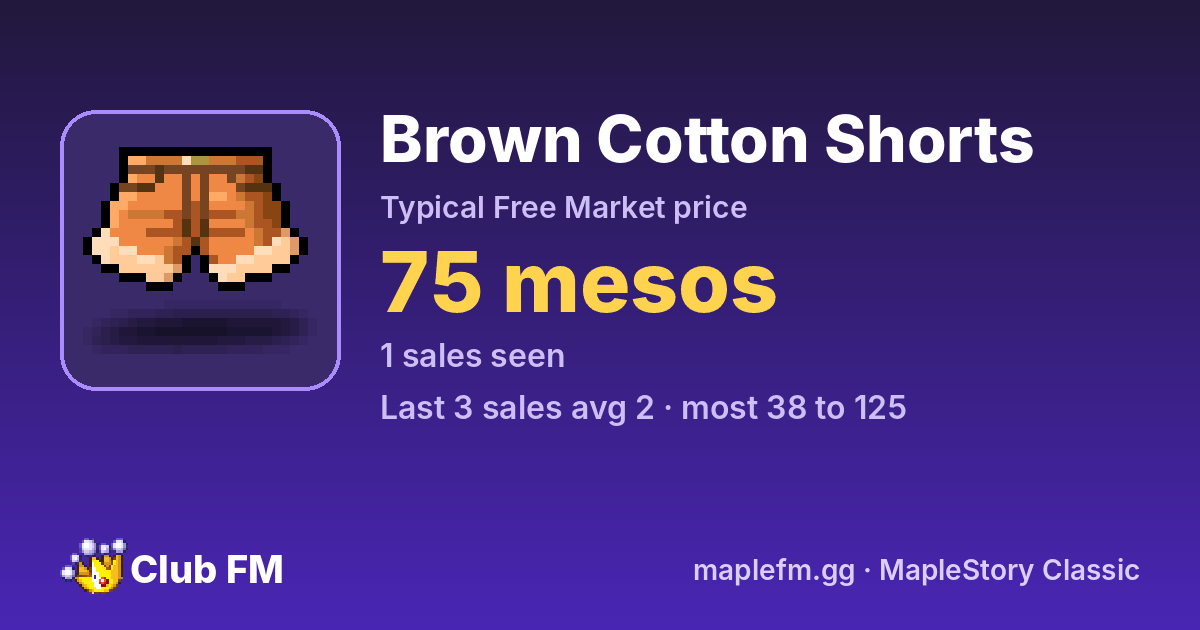 Brown Cotton Shorts
Typical Free Market price
75 mesos
1 sales seen
Last 3 sales avg 2 · most 38 to 125
Club FM
maplefm.gg · MapleStory Classic